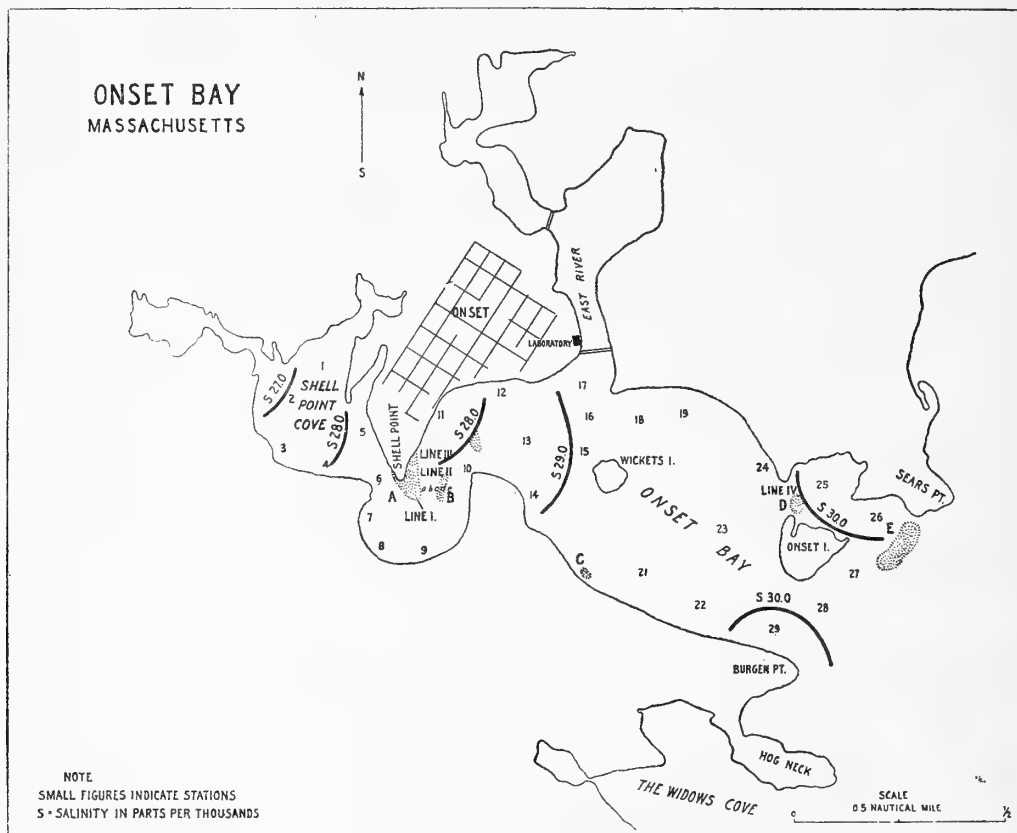 ONSET BAY
MASSACHUSETTS
N
S
ONSET
EAST RIVER
LABORATORY
1
S 27.0
2
SHELL
POINT
COVE
S 28.0
3
4
5
SHELL POINT
6
A
7
8
9
LINE III
LINE II
a b c d e
B
LINE I.
10
11
S 28.0
12
13
14
S 29.0
15
16
17
18
19
WICKETS I.
ONSET BAY
C
21
22
23
24
LINE IV
D
25
S 30.0
26
E
SEARS PT.
ONSET I.
27
28
S 30.0
29
BURGEN PT.
HOG NECK
THE WIDOWS COVE
NOTE
SMALL FIGURES INDICATE STATIONS
S = SALINITY IN PARTS PER THOUSANDS
SCALE
0.5 NAUTICAL MILE
0
1/2